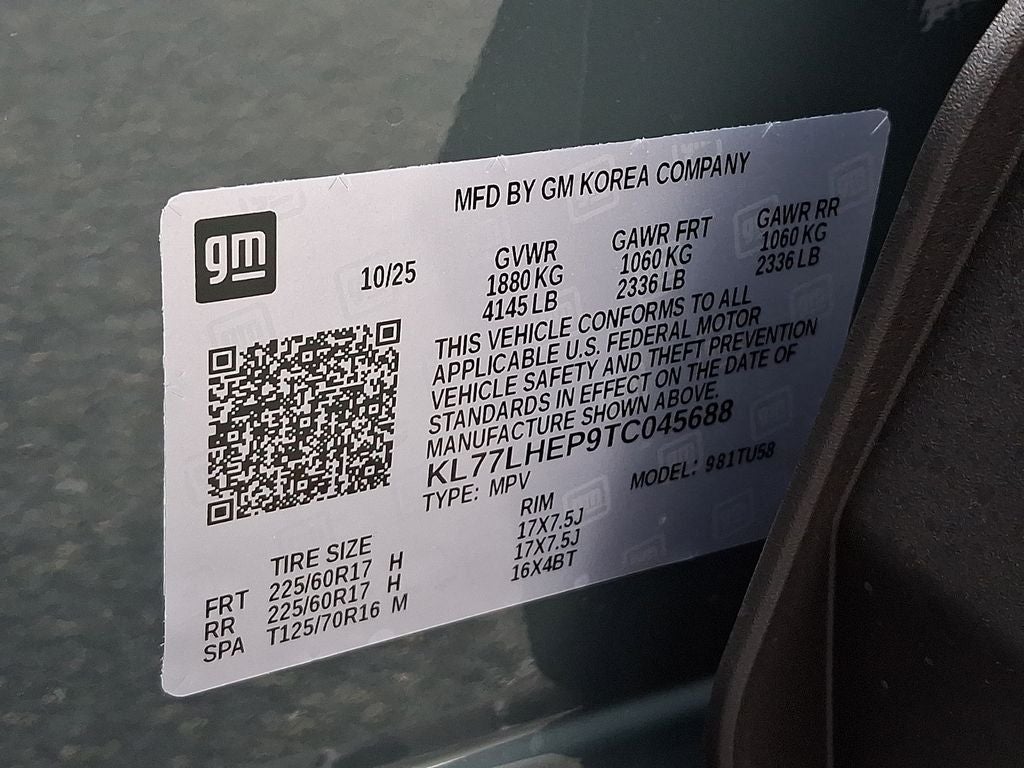 MFD BY GM KOREA COMPANY
gm
10/25
GVWR GAWR FRT GAWR RR
1880 KG 1060 KG 1060 KG
4145 LB 2336 LB 2336 LB
THIS VEHICLE CONFORMS TO ALL
APPLICABLE U.S. FEDERAL MOTOR
VEHICLE SAFETY AND THEFT PREVENTION
STANDARDS IN EFFECT ON THE DATE OF
MANUFACTURE SHOWN ABOVE.
KL77LHEP9TC045688
TYPE: MPV MODEL: 981TU58
TIRE SIZE RIM
FRT 225/60R17 H 17X7.5J
RR 225/60R17 H 17X7.5J
SPA T125/70R16 M 16X4BT